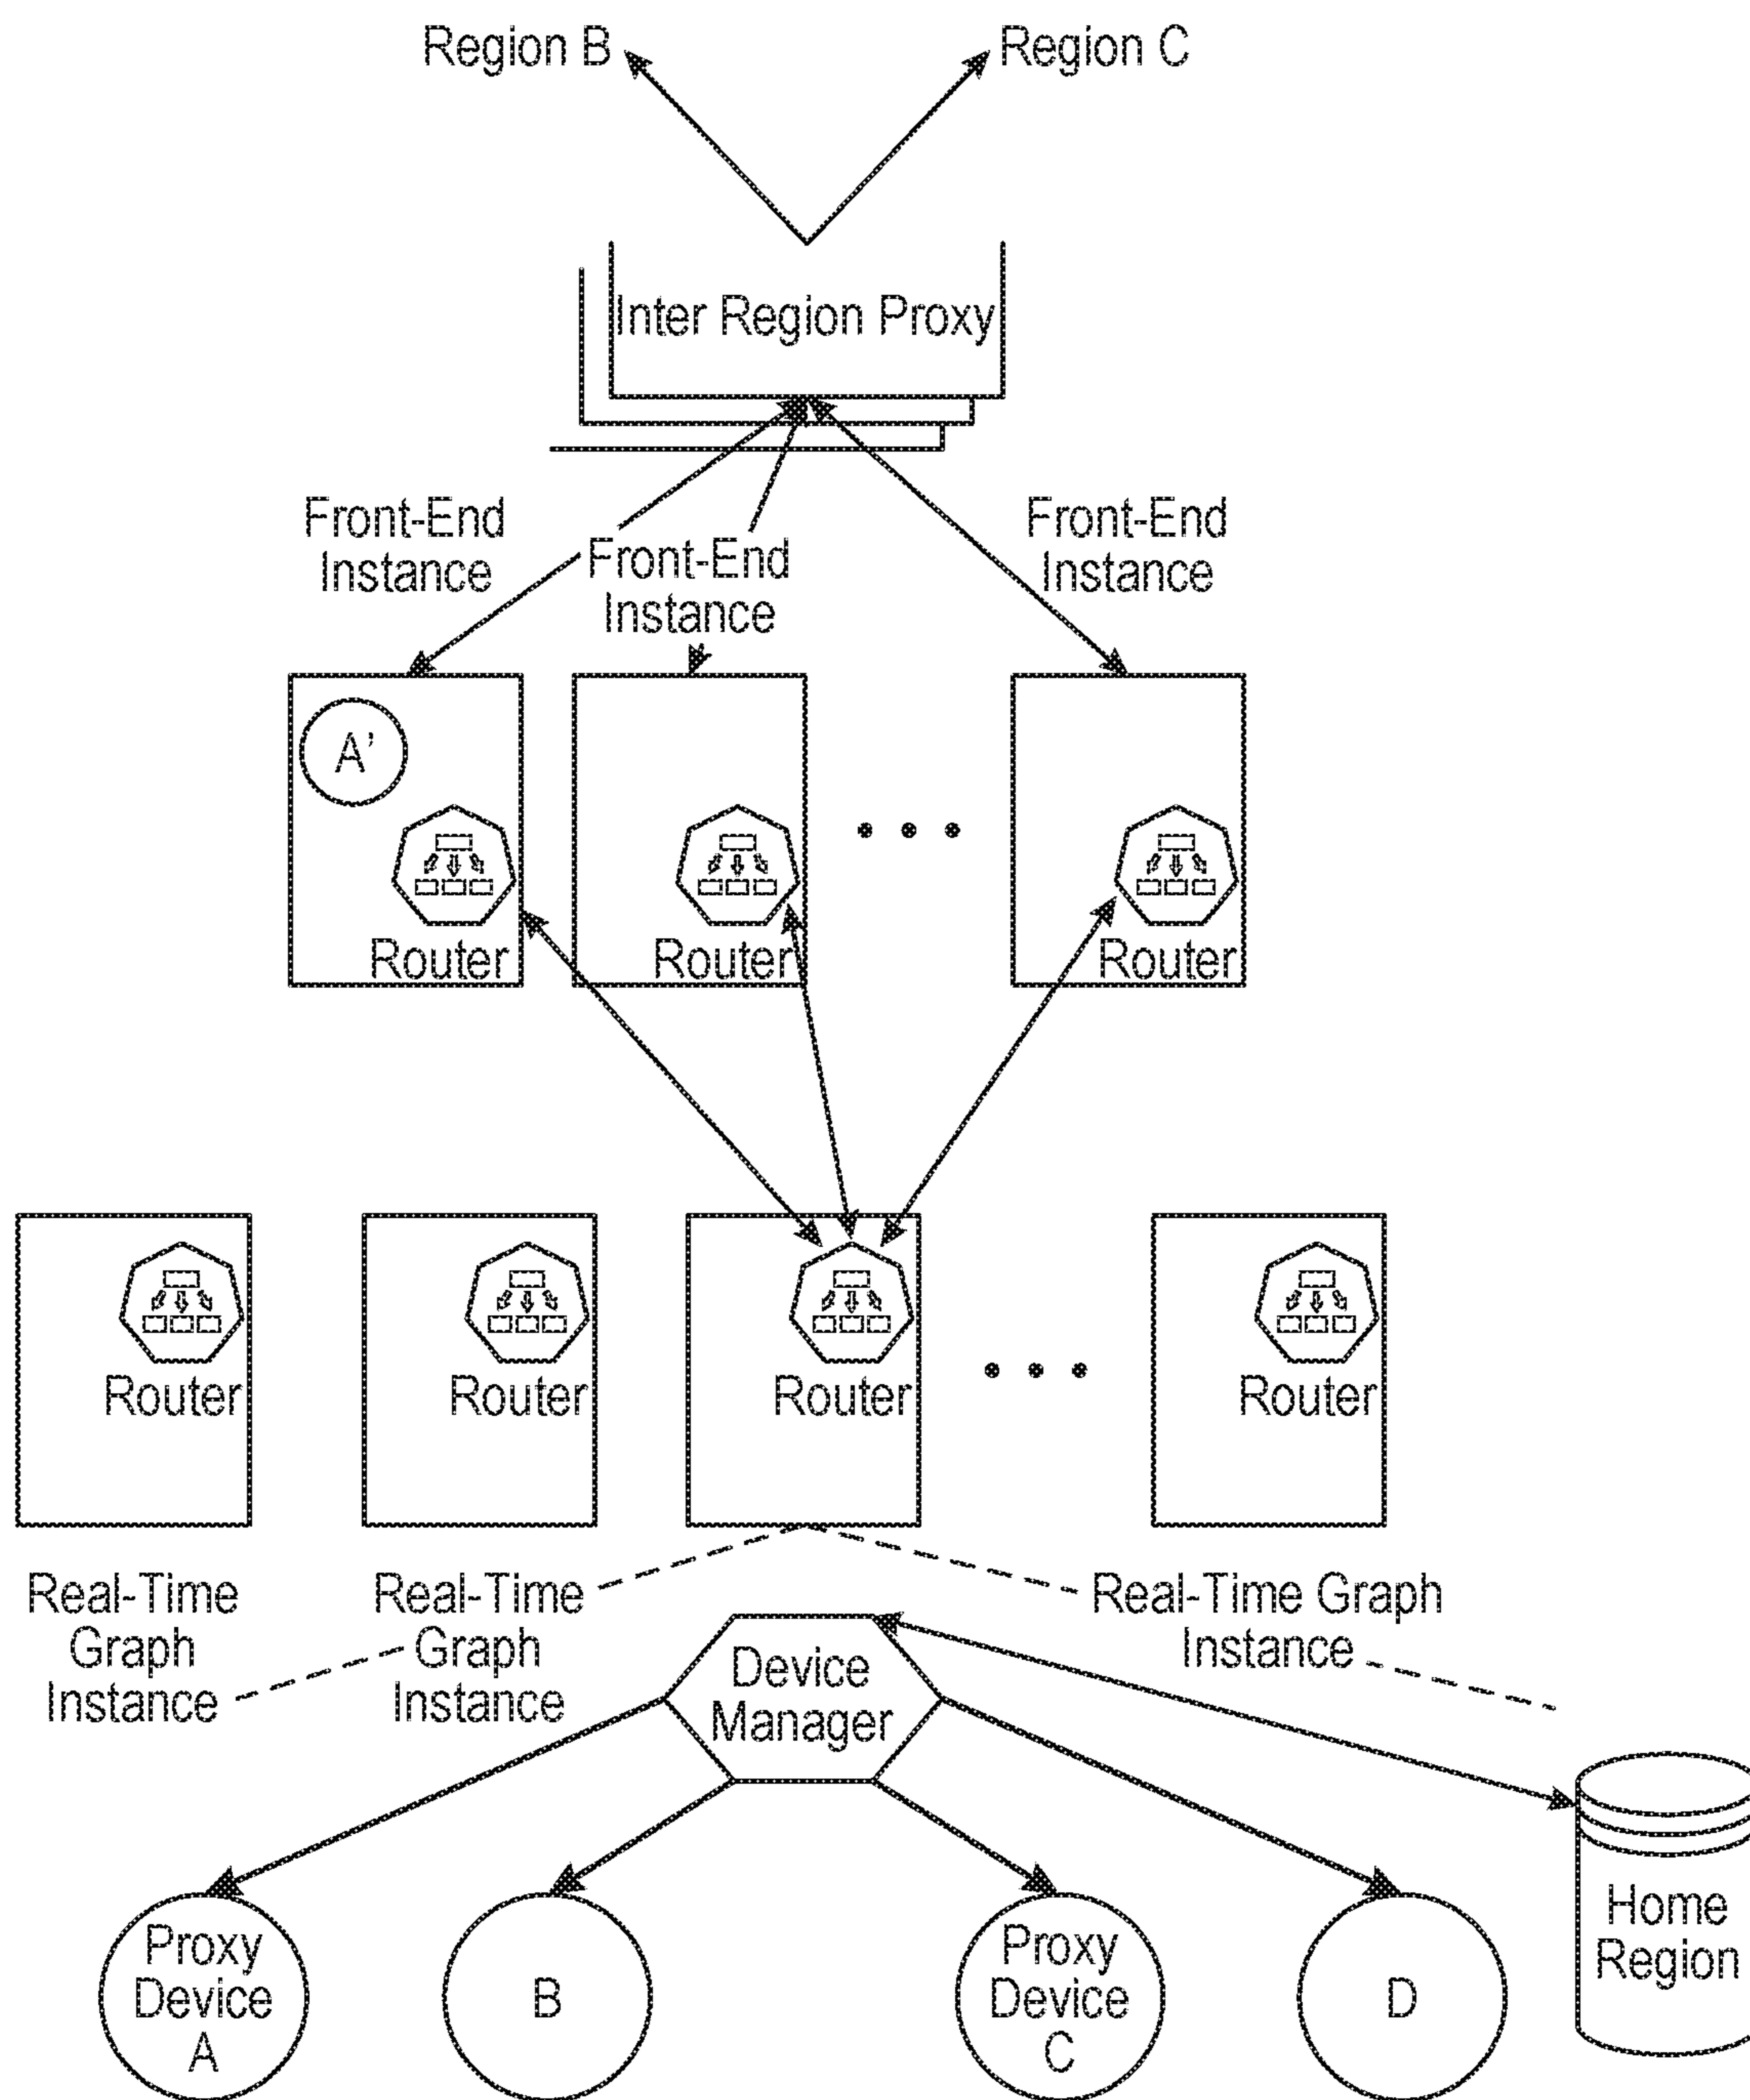 Region B
Region C
Inter Region Proxy
Front-End
Instance
Front-End
Instance
Front-End
Instance
A'
Router
Router
Router
Router
Router
Router
Router
Real-Time
Graph
Instance
Real-Time
Graph
Instance
Real-Time Graph
Instance
Device
Manager
Proxy
Device
A
B
Proxy
Device
C
D
Home
Region